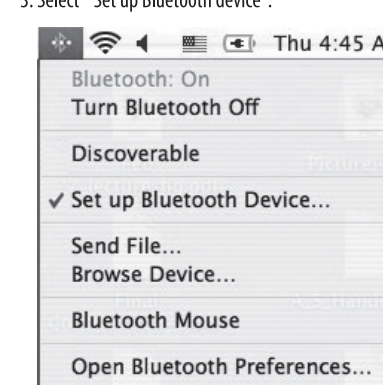 3. Select "Set up Bluetooth device".
Thu 4:45 A
Bluetooth: On
Turn Bluetooth Off
Discoverable
Set up Bluetooth Device...
Send File...
Browse Device...
Bluetooth Mouse
Open Bluetooth Preferences...